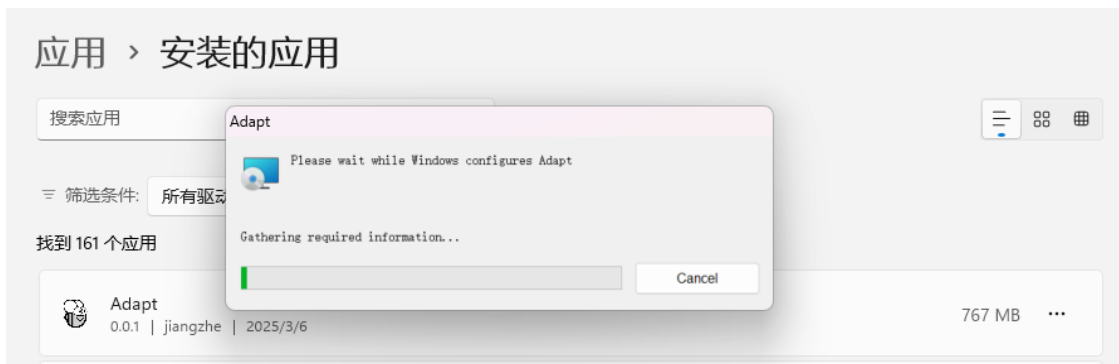 应用 › 安装的应用
搜索应用
Adapt
Please wait while Windows configures Adapt
筛选条件: 所有驱
Gathering required information...
Cancel
找到 161 个应用
Adapt
0.0.1 | jiangzhe | 2025/3/6
767 MB